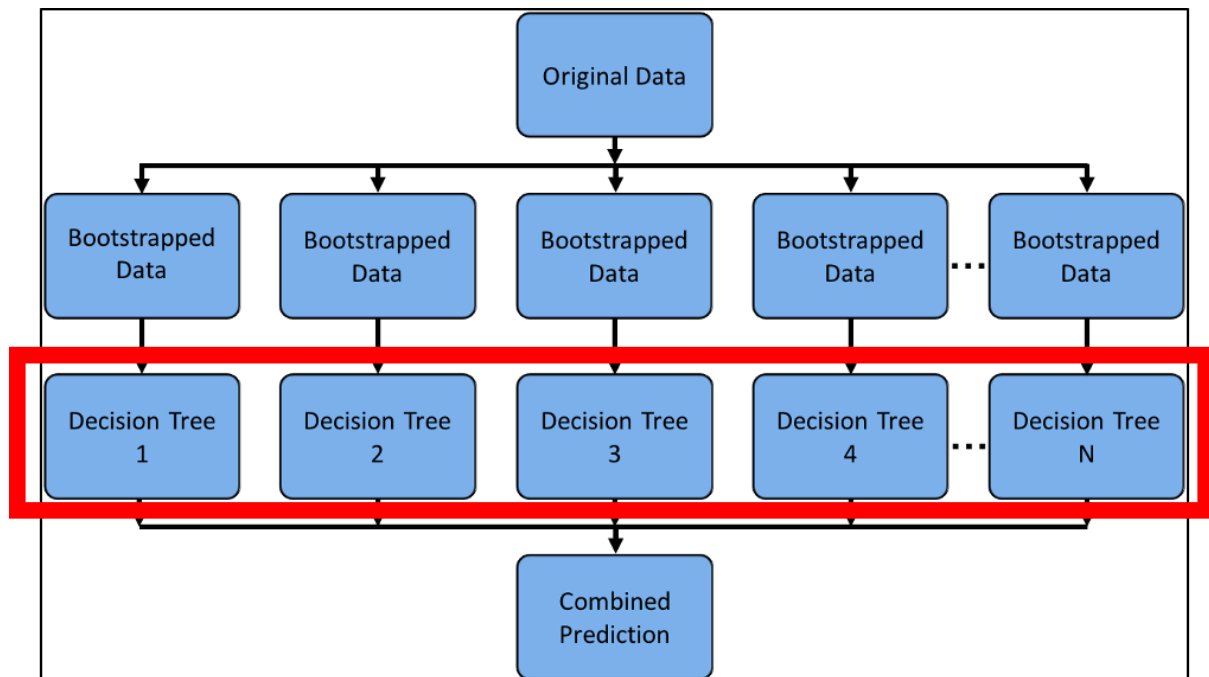 Original Data
Bootstrapped
Data
Bootstrapped
Data
Bootstrapped
Data
Bootstrapped
Data
...
Bootstrapped
Data
Decision Tree
1
Decision Tree
2
Decision Tree
3
Decision Tree
4
...
Decision Tree
N
Combined
Prediction